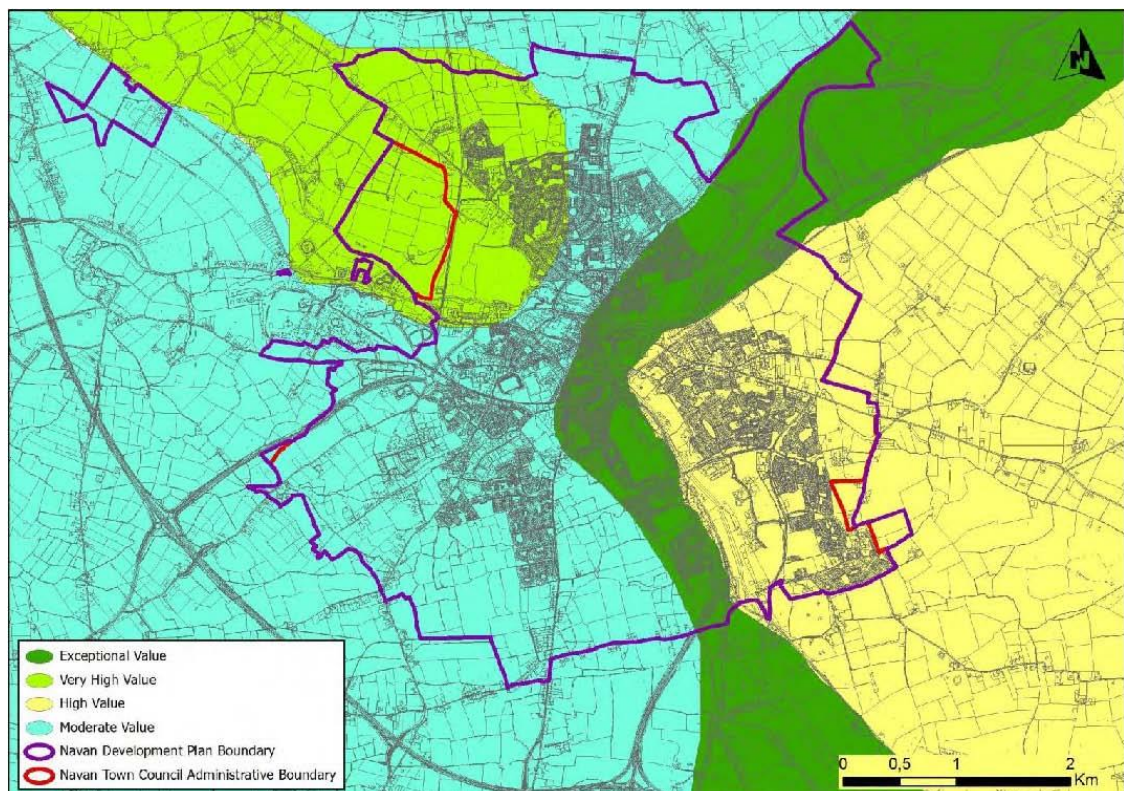 N
Exceptional Value
Very High Value
High Value
Moderate Value
Navan Development Plan Boundary
Navan Town Council Administrative Boundary
0 0,5 1 2
Km